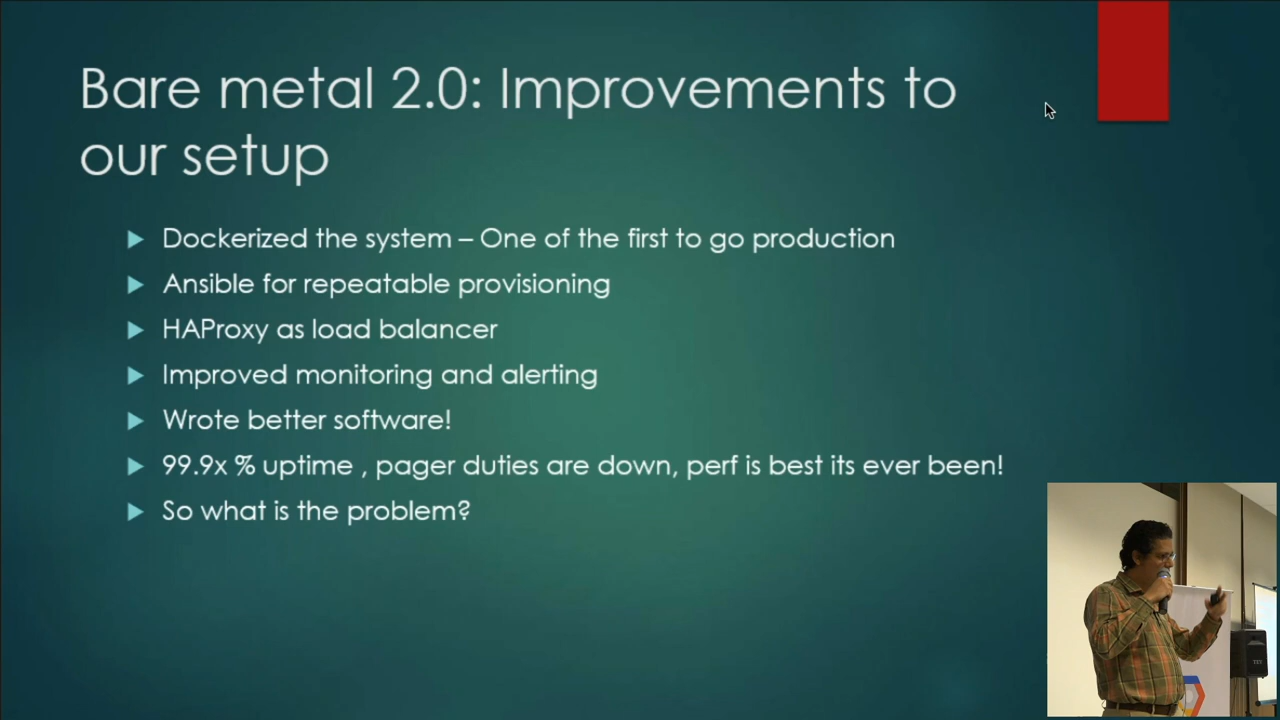 Bare metal 2.0: Improvements to
our setup
Dockerized the system – One of the first to go production
Ansible for repeatable provisioning
HAProxy as load balancer
Improved monitoring and alerting
Wrote better software!
99.9x % uptime , pager duties are down, perf is best its ever been!
So what is the problem?